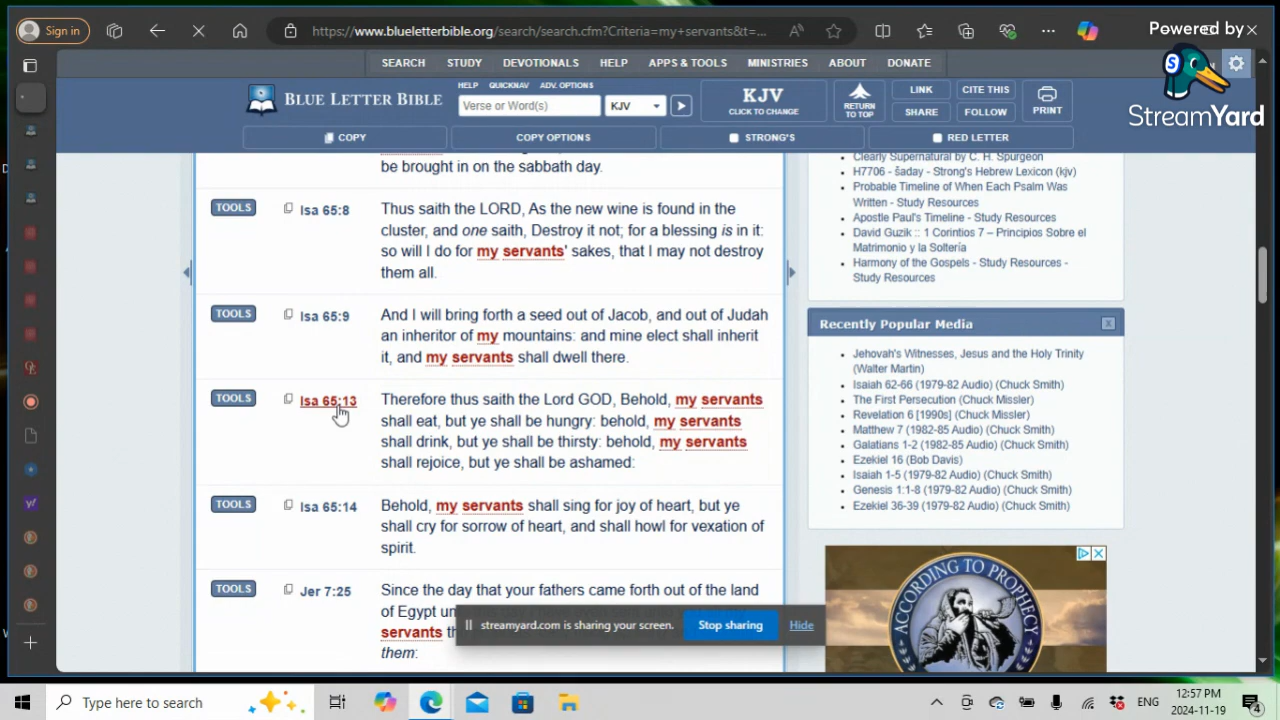 Sign in
https://www.blueletterbible.org/search/search.cfm?Criteria=my+servants&t=...
Powered by
StreamYard
SEARCH STUDY DEVOTIONALS HELP APPS & TOOLS MINISTRIES ABOUT DONATE
BLUE LETTER BIBLE
HELP QUICKNAV ADV. OPTIONS
Verse or Word(s)
KJV
KJV
CLICK TO CHANGE
RETURN
TO TOP
LINK
CITE THIS
SHARE
FOLLOW
PRINT
COPY
COPY OPTIONS
STRONG'S
RED LETTER
be brought in on the sabbath day.
TOOLS
Isa 65:8
Thus saith the LORD, As the new wine is found in the
cluster, and one saith, Destroy it not; for a blessing is in it:
so will I do for my servants' sakes, that I may not destroy
them all.
TOOLS
Isa 65:9
And I will bring forth a seed out of Jacob, and out of Judah
an inheritor of my mountains: and mine elect shall inherit
it, and my servants shall dwell there.
TOOLS
Isa 65:13
Therefore thus saith the Lord GOD, Behold, my servants
shall eat, but ye shall be hungry: behold, my servants
shall drink, but ye shall be thirsty: behold, my servants
shall rejoice, but ye shall be ashamed:
TOOLS
Isa 65:14
Behold, my servants shall sing for joy of heart, but ye
shall cry for sorrow of heart, and shall howl for vexation of
spirit.
TOOLS
Jer 7:25
Since the day that your fathers came forth out of the land
of Egypt
servants
them:
Clearly Supernatural by C. H. Spurgeon
H7706 - šaday - Strong's Hebrew Lexicon (kjv)
Probable Timeline of When Each Psalm Was
Written - Study Resources
Apostle Paul's Timeline - Study Resources
David Guzik :: 1 Corintios 7 – Principios Sobre el
Matrimonio y la Soltería
Harmony of the Gospels - Study Resources -
Study Resources
Recently Popular Media
Jehovah's Witnesses, Jesus and the Holy Trinity
(Walter Martin)
Isaiah 62-66 (1979-82 Audio) (Chuck Smith)
The First Persecution (Chuck Missler)
Revelation 6 [1990s] (Chuck Missler)
Matthew 7 (1982-85 Audio) (Chuck Smith)
Galatians 1-2 (1982-85 Audio) (Chuck Smith)
Ezekiel 16 (Bob Davis)
Isaiah 1-5 (1979-82 Audio) (Chuck Smith)
Genesis 1:1-8 (1979-82 Audio) (Chuck Smith)
Ezekiel 36-39 (1979-82 Audio) (Chuck Smith)
ACCORDING TO PROPHECY
streamyard.com is sharing your screen.
Stop sharing
Hide
Type here to search
ENG
12:57 PM
2024-11-19
4